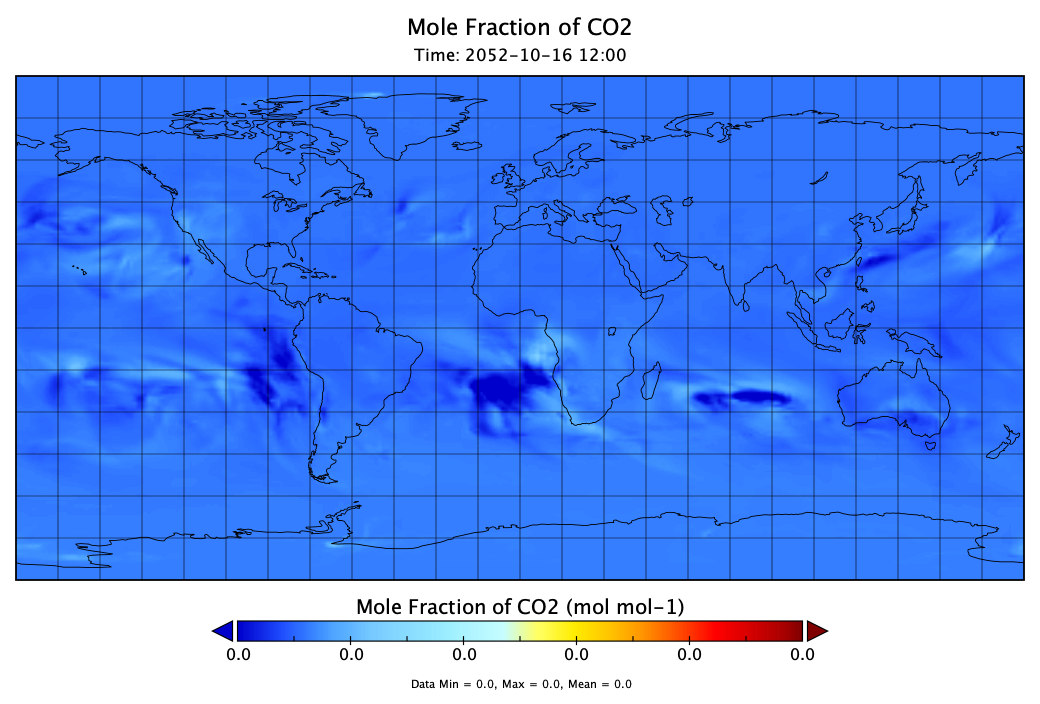 Mole Fraction of CO2
Time: 2052-10-16 12:00
Mole Fraction of CO2 (mol mol-1)
0.0 0.0 0.0 0.0 0.0 0.0
Data Min = 0.0, Max = 0.0, Mean = 0.0